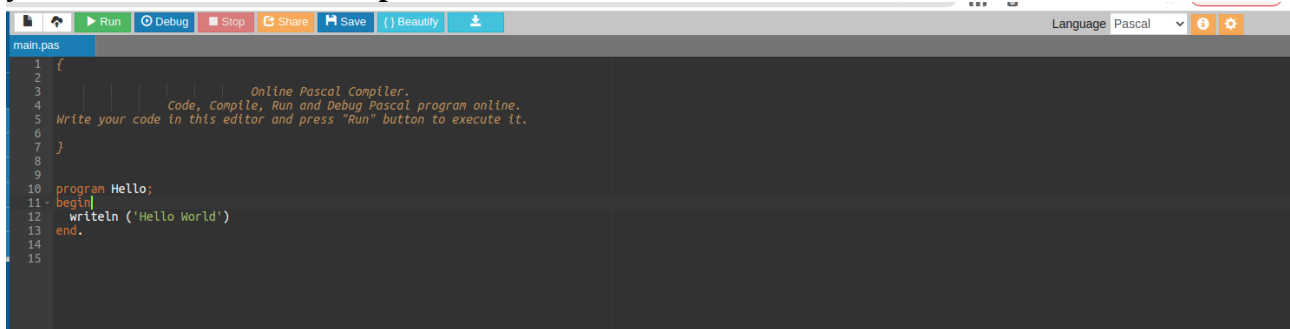 Run Debug Stop Share Save { } Beautify Language Pascal
main.pas
1 {
2
3 Online Pascal Compiler.
4 Code, Compile, Run and Debug Pascal program online.
5 Write your code in this editor and press "Run" button to execute it.
6
7 }
8
9
10 program Hello;
11 begin
12 writeln ('Hello World')
13 end.
14
15